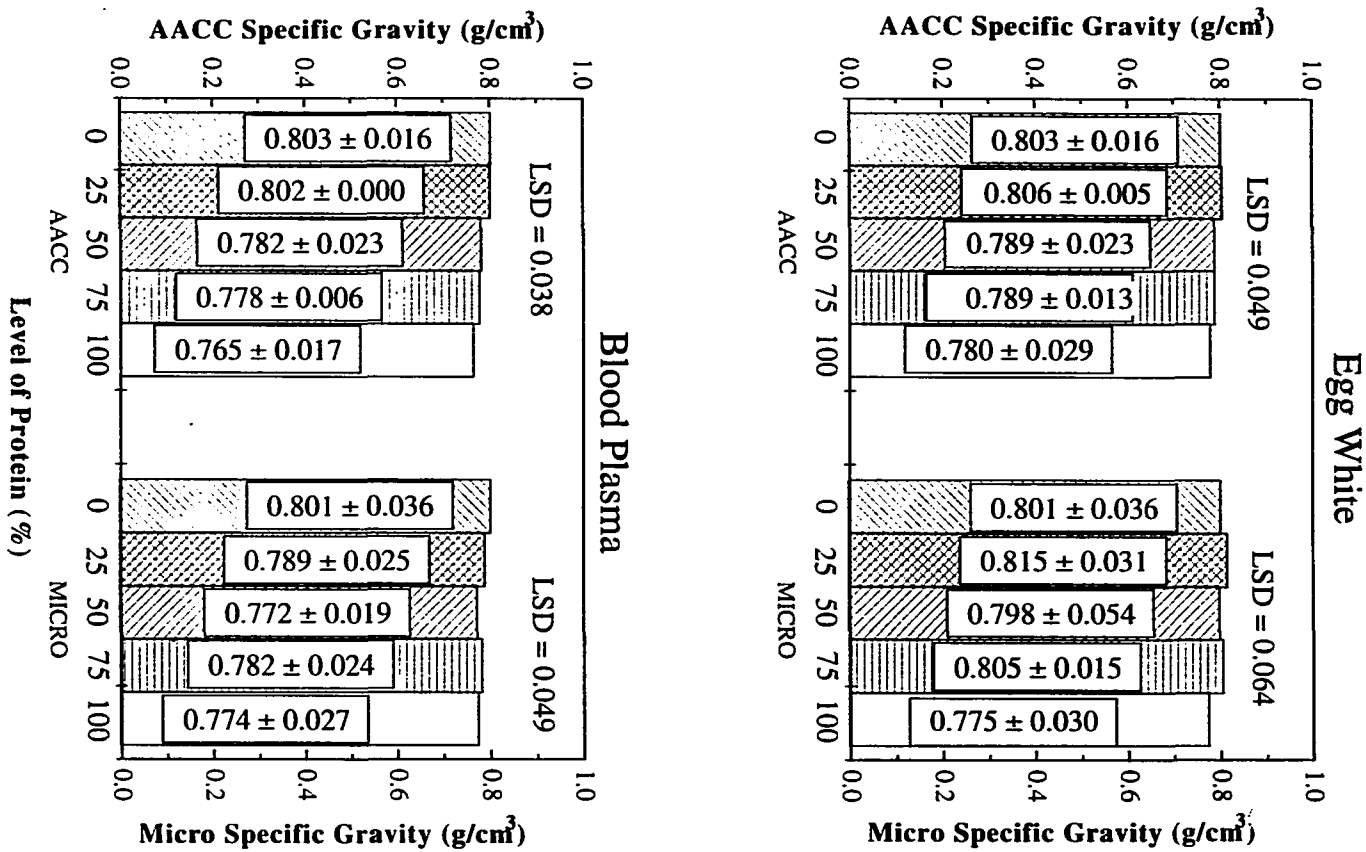 Egg White
AACC Specific Gravity (g/cm³)
0.0 0.2 0.4 0.6 0.8 1.0
LSD = 0.049
0.803 ± 0.016
0.806 ± 0.005
0.789 ± 0.023
0.789 ± 0.013
0.780 ± 0.029
0 25 50 75 100
AACC
LSD = 0.064
0.801 ± 0.036
0.815 ± 0.031
0.798 ± 0.054
0.805 ± 0.015
0.775 ± 0.030
0 25 50 75 100
MICRO
0.0 0.2 0.4 0.6 0.8 1.0
Micro Specific Gravity (g/cm³)
Blood Plasma
AACC Specific Gravity (g/cm³)
0.0 0.2 0.4 0.6 0.8 1.0
LSD = 0.038
0.803 ± 0.016
0.802 ± 0.000
0.782 ± 0.023
0.778 ± 0.006
0.765 ± 0.017
0 25 50 75 100
AACC
LSD = 0.049
0.801 ± 0.036
0.789 ± 0.025
0.772 ± 0.019
0.782 ± 0.024
0.774 ± 0.027
0 25 50 75 100
MICRO
0.0 0.2 0.4 0.6 0.8 1.0
Micro Specific Gravity (g/cm³)
Level of Protein (%)